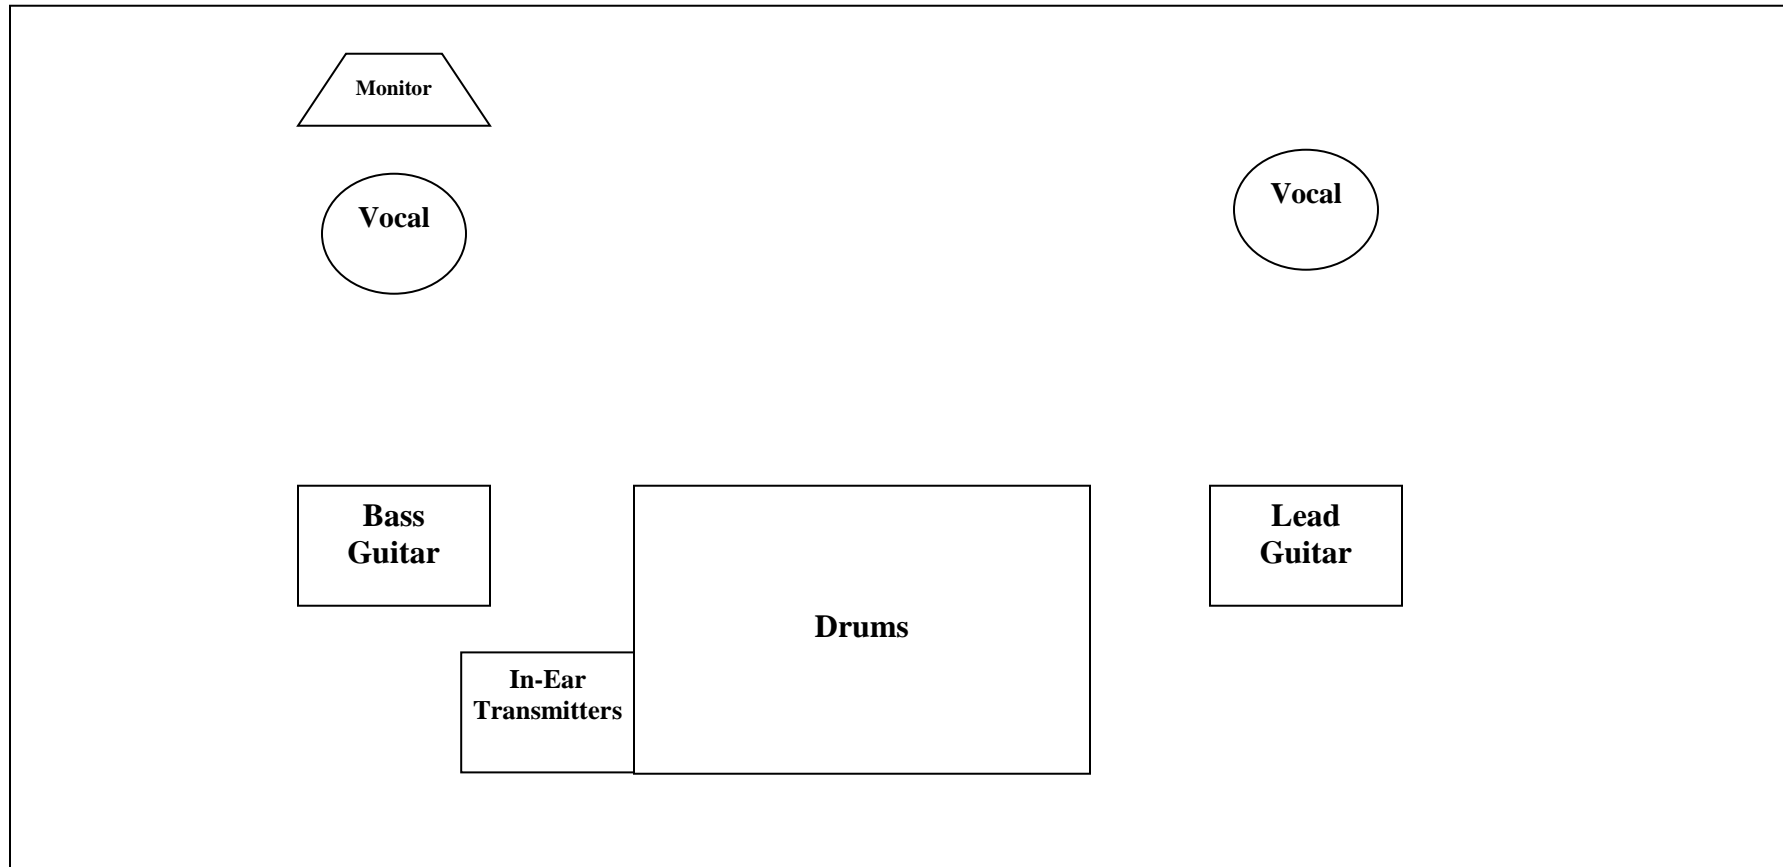 Monitor
Vocal
Vocal
Bass
Guitar
Lead
Guitar
Drums
In-Ear
Transmitters